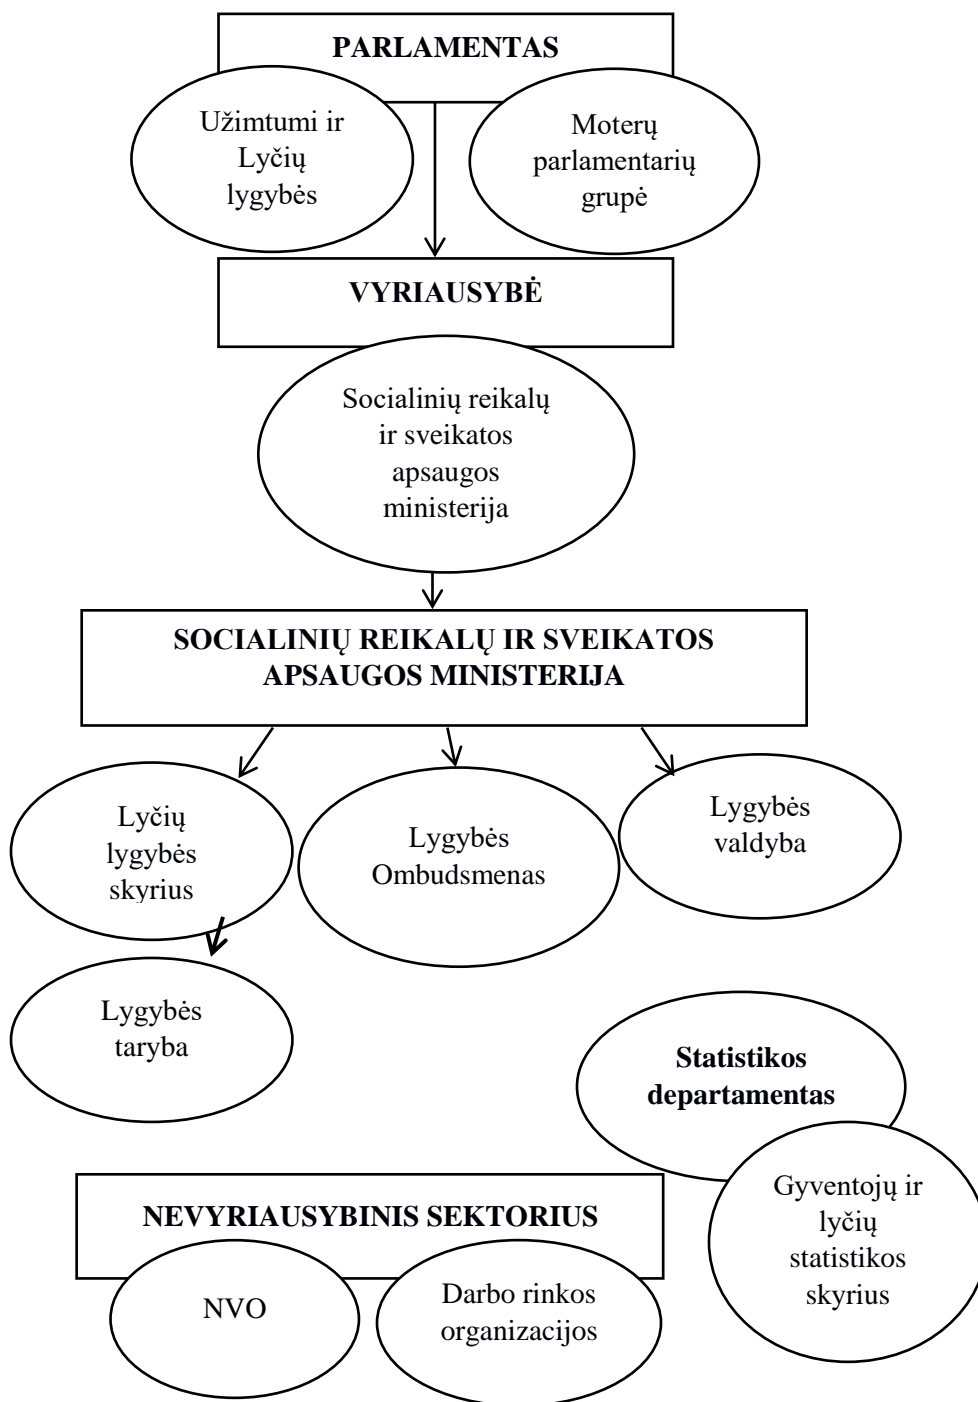 PARLAMENTAS
Užimtumi ir
Lyčių
lygybės
Moterų
parlamentarių
grupė
VYRIAUSYBĖ
Socialinių reikalų
ir sveikatos
apsaugos
ministerija
SOCIALINIŲ REIKALŲ IR SVEIKATOS
APSAUGOS MINISTERIJA
Lyčių
lygybės
skyrius
Lygybės
Ombudsmenas
Lygybės
valdyba
Lygybės
taryba
Statistikos
departamentas
Gyventojų ir
lyčių
statistikos
skyrius
NEVYRIAUSYBINIS SEKTORIUS
NVO
Darbo rinkos
organizacijos